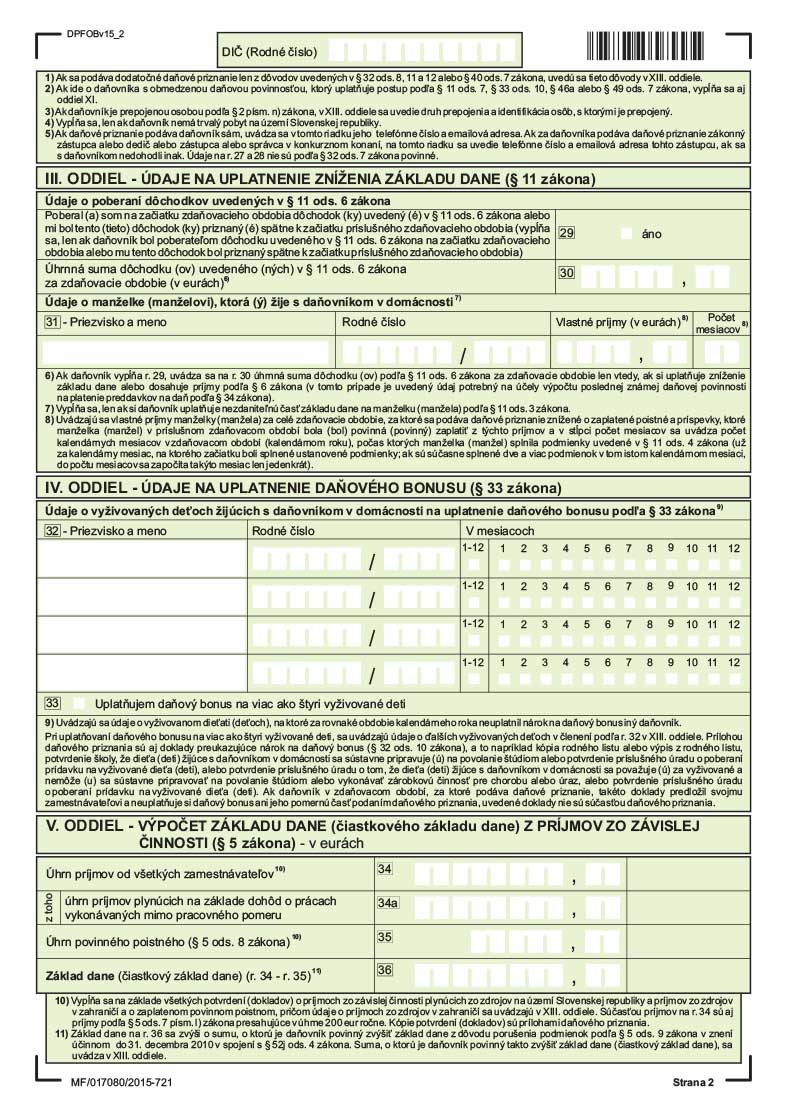 DPFOBv15_2
DIČ (Rodné číslo)
1) Ak sa podáva dodatočné daňové priznanie len z dôvodov uvedených v § 32 ods. 8, 11 a 12 alebo § 40 ods. 7 zákona, uvedú sa tieto dôvody v XIII. oddiele.
2) Ak ide o daňovníka s obmedzenou daňovou povinnosťou, ktorý uplatňuje postup podľa § 11 ods. 7, § 33 ods. 10, § 46a alebo § 49 ods. 7 zákona, vypĺňa sa aj
oddiel XI.
3) Ak daňovník je prepojenou osobou podľa § 2 písm. n) zákona, v XIII. oddiele sa uvedie druh prepojenia a identifikácia osôb, s ktorými je prepojený.
4) Vypĺňa sa, len ak daňovník nemá trvalý pobyt na území Slovenskej republiky.
5) Ak daňové priznanie podáva daňovník sám, uvádza sa v tomto riadku jeho telefónne číslo a emailová adresa. Ak za daňovníka podáva daňové priznanie zákonný
zástupca alebo dedič alebo zástupca alebo správca v konkurznom konaní, na tomto riadku sa uvedie telefónne číslo a emailová adresa tohto zástupcu, ak sa
s daňovníkom nedohodli inak. Údaje na r. 27 a 28 nie sú podľa § 32 ods. 7 zákona povinné.
III. ODDIEL - ÚDAJE NA UPLATNENIE ZNÍŽENIA ZÁKLADU DANE (§ 11 zákona)
Údaje o poberaní dôchodkov uvedených v § 11 ods. 6 zákona
Poberal (a) som na začiatku zdaňovacieho obdobia dôchodok (ky) uvedený (é) v § 11 ods. 6 zákona alebo
mi bol tento (tieto) dôchodok (ky) priznaný (é) spätne k začiatku príslušného zdaňovacieho obdobia (vypĺňa
sa, len ak daňovník bol poberateľom dôchodku uvedeného v § 11 ods. 6 zákona na začiatku zdaňovacieho
obdobia alebo mu tento dôchodok bol priznaný spätne k začiatku príslušného zdaňovacieho obdobia)
29 áno
Úhrnná suma dôchodku (ov) uvedeného (ných) v § 11 ods. 6 zákona
za zdaňovacie obdobie (v eurách)6)
30 ,
Údaje o manželke (manželovi), ktorá (ý) žije s daňovníkom v domácnosti 7)
31 - Priezvisko a meno Rodné číslo Vlastné príjmy (v eurách) 8) Počet mesiacov 8)
/ ,
6) Ak daňovník vypĺňa r. 29, uvádza sa na r. 30 úhrnná suma dôchodku (ov) podľa § 11 ods. 6 zákona za zdaňovacie obdobie len vtedy, ak si uplatňuje zníženie
základu dane alebo dosahuje príjmy podľa § 6 zákona (v tomto prípade je uvedený údaj potrebný na účely výpočtu poslednej známej daňovej povinnosti
na platenie preddavkov na daň podľa § 34 zákona).
7) Vypĺňa sa, len ak si daňovník uplatňuje nezdaniteľnú časť základu dane na manželku (manžela) podľa § 11 ods. 3 zákona.
8) Uvádzajú sa vlastné príjmy manželky (manžela) za celé zdaňovacie obdobie, za ktoré sa podáva daňové priznanie znížené o zaplatené poistné a príspevky, ktoré
manželka (manžel) v príslušnom zdaňovacom období bola (bol) povinná (povinný) zaplatiť z týchto príjmov a v stĺpci počet mesiacov sa uvádza počet
kalendárnych mesiacov v zdaňovacom období (kalendárnom roku), počas ktorých manželka (manžel) splnila podmienky uvedené v § 11 ods. 4 zákona (už
za kalendárny mesiac, na ktorého začiatku boli splnené ustanovené podmienky; ak sú súčasne splnené dve a viac podmienok v tom istom kalendárnom mesiaci,
do počtu mesiacov sa započíta takýto mesiac len jedenkrát).
IV. ODDIEL - ÚDAJE NA UPLATNENIE DAŇOVÉHO BONUSU (§ 33 zákona)
Údaje o vyživovaných deťoch žijúcich s daňovníkom v domácnosti na uplatnenie daňového bonusu podľa § 33 zákona9)
32 - Priezvisko a meno Rodné číslo V mesiacoch
/ 1-12 1 2 3 4 5 6 7 8 9 10 11 12
/ 1-12 1 2 3 4 5 6 7 8 9 10 11 12
/ 1-12 1 2 3 4 5 6 7 8 9 10 11 12
/ 1-12 1 2 3 4 5 6 7 8 9 10 11 12
33 Uplatňujem daňový bonus na viac ako štyri vyživované deti
9) Uvádzajú sa údaje o vyživovanom dieťati (deťoch), na ktoré za rovnaké obdobie kalendárneho roka neuplatnil nárok na daňový bonus iný daňovník.
Pri uplatňovaní daňového bonusu na viac ako štyri vyživované deti, sa uvádzajú údaje o ďalších vyživovaných deťoch v členení podľa r. 32 v XIII. oddiele. Prílohou
daňového priznania sú aj doklady preukazujúce nárok na daňový bonus (§ 32 ods. 10 zákona), a to napríklad kópia rodného listu alebo výpis z rodného listu,
potvrdenie školy, že dieťa (deti) žijúce s daňovníkom v domácnosti sa sústavne pripravuje (ú) na povolanie štúdiom alebo potvrdenie príslušného úradu o poberaní
prídavku na vyživované dieťa (deti), alebo potvrdenie príslušného úradu o tom, že dieťa (deti) žijúce s daňovníkom v domácnosti sa považuje (ú) za vyživované a
nemôže (u) sa sústavne pripravovať na povolanie štúdiom alebo vykonávať zárobkovú činnosť pre chorobu alebo úraz, alebo potvrdenie príslušného úradu
o poberaní prídavku na vyživované dieťa (deti). Ak daňovník v zdaňovacom období, za ktoré podáva daňové priznanie, takéto doklady predložil svojmu
zamestnávateľovi a neuplatňuje si daňový bonus ani jeho pomernú časť podaním daňového priznania, uvedené doklady nie sú súčasťou daňového priznania.
V. ODDIEL - VÝPOČET ZÁKLADU DANE (čiastkového základu dane) Z PRÍJMOV ZO ZÁVISLEJ
ČINNOSTI (§ 5 zákona) - v eurách
Úhrn príjmov od všetkých zamestnávateľov10) 34 ,
z toho
úhrn príjmov plynúcich na základe dohôd o prácach
vykonávaných mimo pracovného pomeru
34a ,
Úhrn povinného poistného (§ 5 ods. 8 zákona) 10) 35 ,
Základ dane (čiastkový základ dane) (r. 34 - r. 35)11) 36 ,
10) Vypĺňa sa na základe všetkých potvrdení (dokladov) o príjmoch zo závislej činnosti plynúcich zo zdrojov na území Slovenskej republiky a príjmov zo zdrojov
v zahraničí a o zaplatenom povinnom poistnom, pričom údaje o príjmoch zo zdrojov v zahraničí sa uvádzajú v XIII. oddiele. Súčasťou príjmov na r. 34 sú aj
príjmy podľa § 5 ods. 7 písm. l) zákona presahujúce v úhrne 200 eur ročne. Kópie potvrdení (dokladov) sú prílohami daňového priznania.
11) Základ dane na r. 36 sa zvýši o sumu, o ktorú je daňovník povinný zvýšiť základ dane z dôvodu porušenia podmienok podľa § 5 ods. 9 zákona v znení
účinnom do 31. decembra 2010 v spojení s § 52j ods. 4 zákona. Suma, o ktorú je daňovník povinný takto zvýšiť základ dane (čiastkový základ dane), sa
uvádza v XIII. oddiele.
MF/017080/2015-721
Strana 2